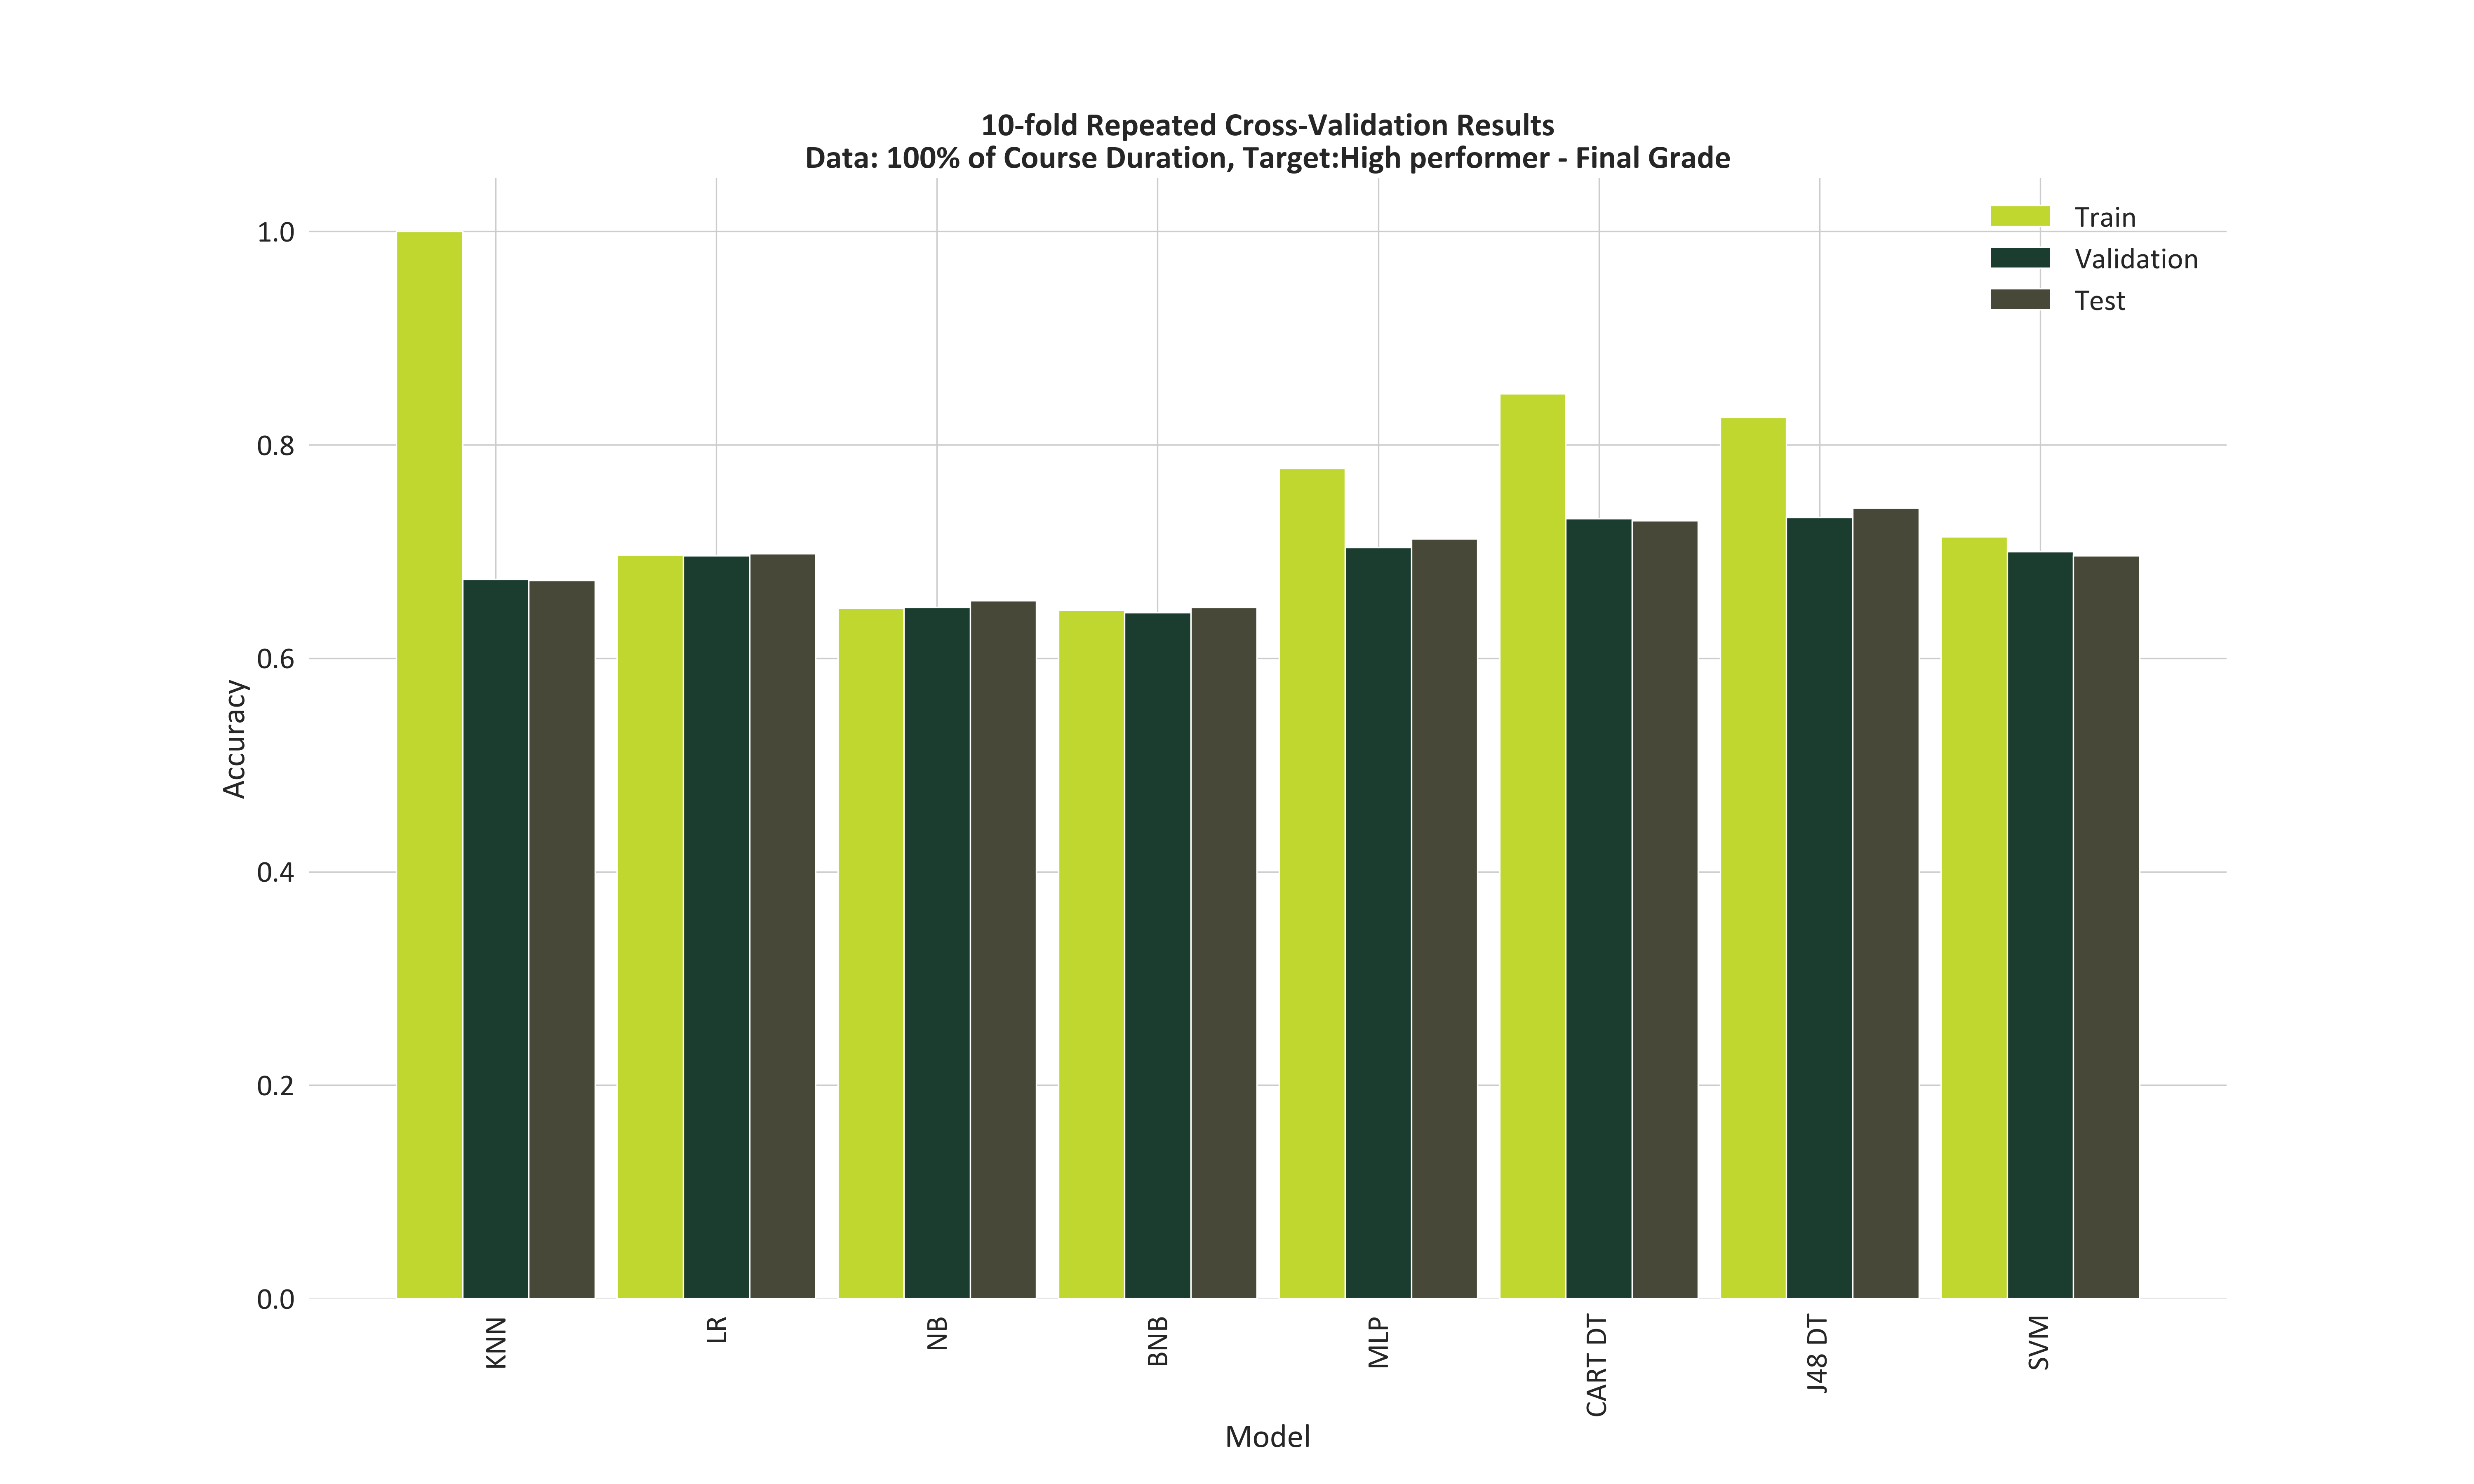 10-fold Repeated Cross-Validation Results
Data: 100% of Course Duration, Target:High performer - Final Grade
Train
Validation
Test
Accuracy
1.0
0.8
0.6
0.4
0.2
0.0
KNN
LR
NB
BNB
MLP
CART DT
J48 DT
SVM
Model